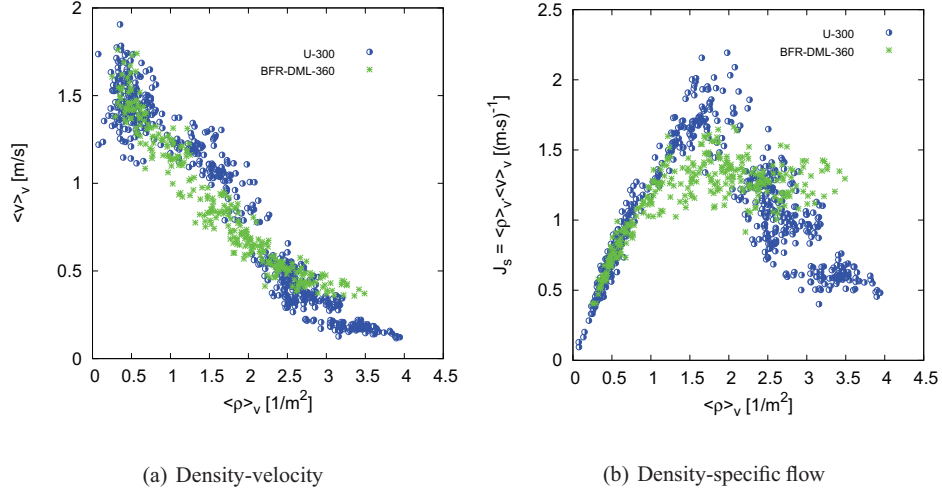 2
1.5
1
0.5
0
0 0.5 1 1.5 2 2.5 3 3.5 4 4.5
<v>ᵥ [m/s]
<ρ>ᵥ [1/m²]
U-300
BFR-DML-360
(a) Density-velocity
2.5
2
1.5
1
0.5
0
0 0.5 1 1.5 2 2.5 3 3.5 4 4.5
Jₛ = <ρ>ᵥ·<v>ᵥ [(m·s)⁻¹]
<ρ>ᵥ [1/m²]
U-300
BFR-DML-360
(b) Density-specific flow